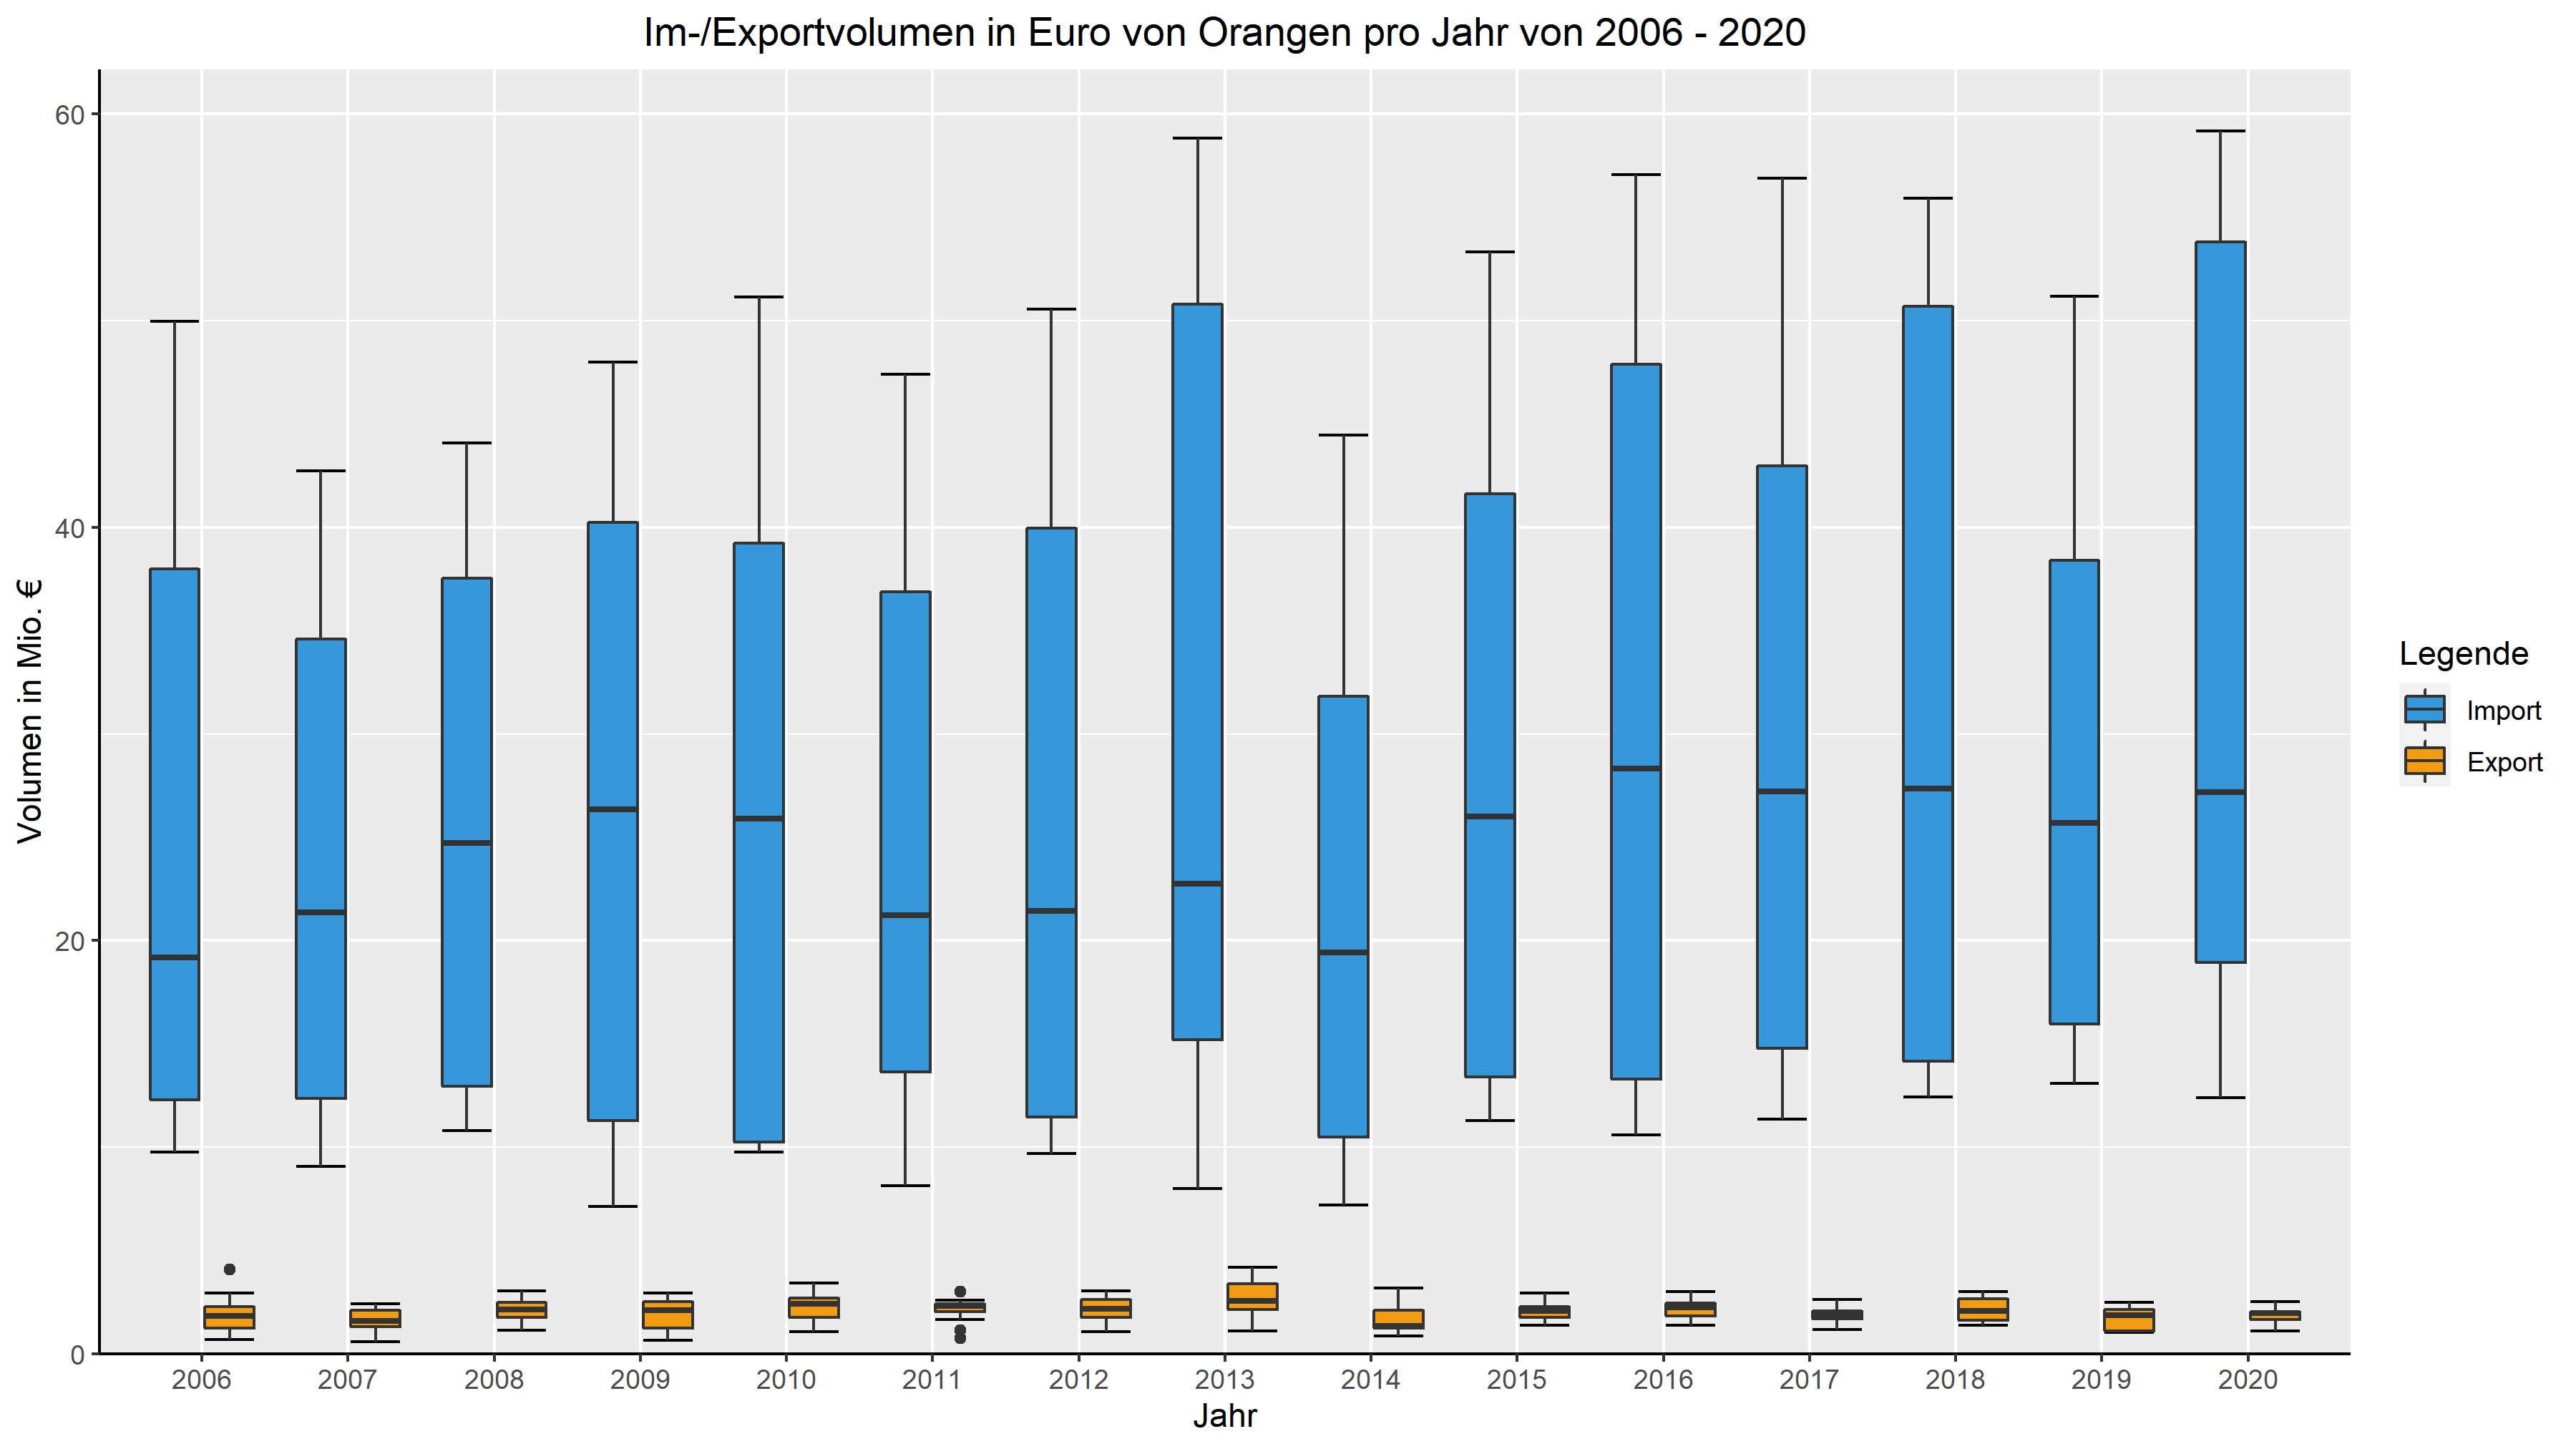 Im-/Exportvolumen in Euro von Orangen pro Jahr von 2006 - 2020
Volumen in Mio. €
60
40
20
0
2006 2007 2008 2009 2010 2011 2012 2013 2014 2015 2016 2017 2018 2019 2020
Jahr
Legende
Import
Export